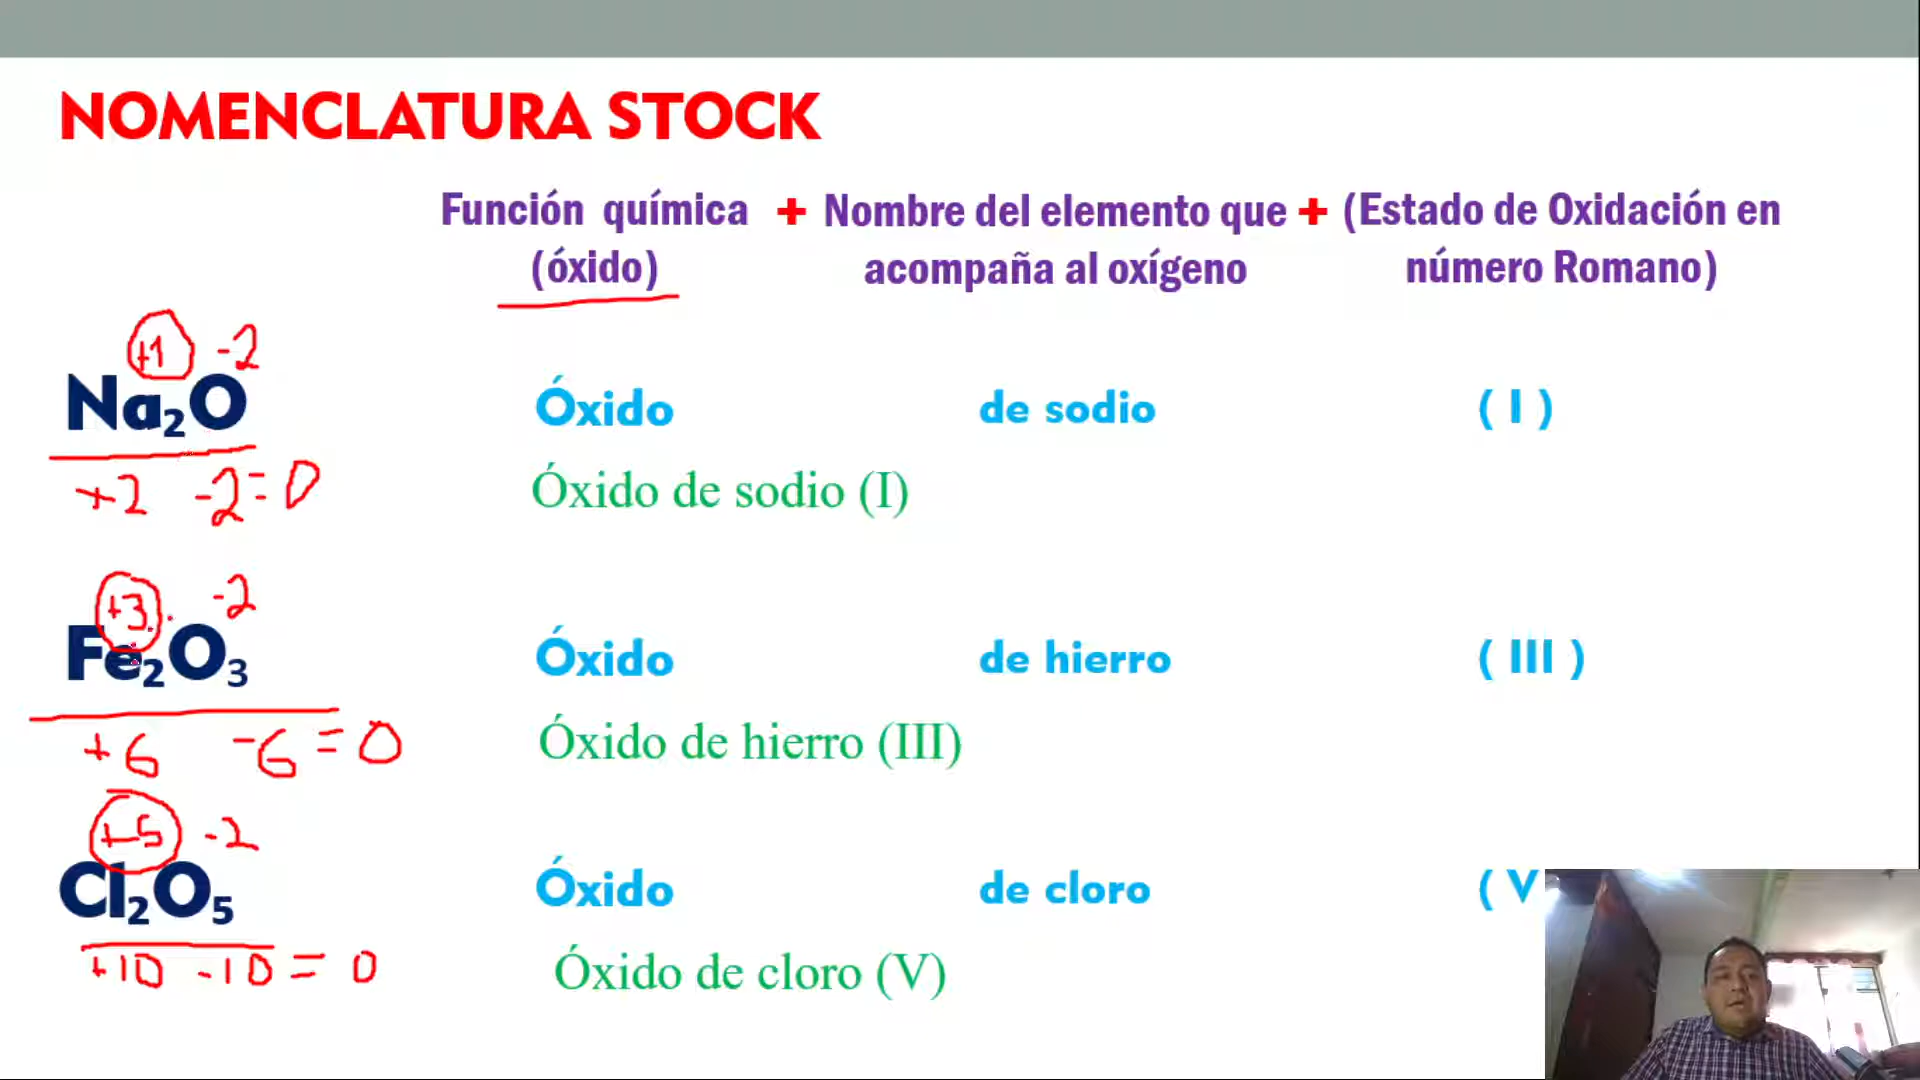 NOMENCLATURA STOCK
Función química + Nombre del elemento que + (Estado de Oxidación en
(óxido) acompaña al oxígeno número Romano)
+1 -2
Na₂O Óxido de sodio ( I )
+2 -2 = 0 Óxido de sodio (I)
+3 -2
Fe₂O₃ Óxido de hierro ( III )
+6 -6 = 0 Óxido de hierro (III)
+5 -2
Cl₂O₅ Óxido de cloro ( V
+10 -10 = 0 Óxido de cloro (V)